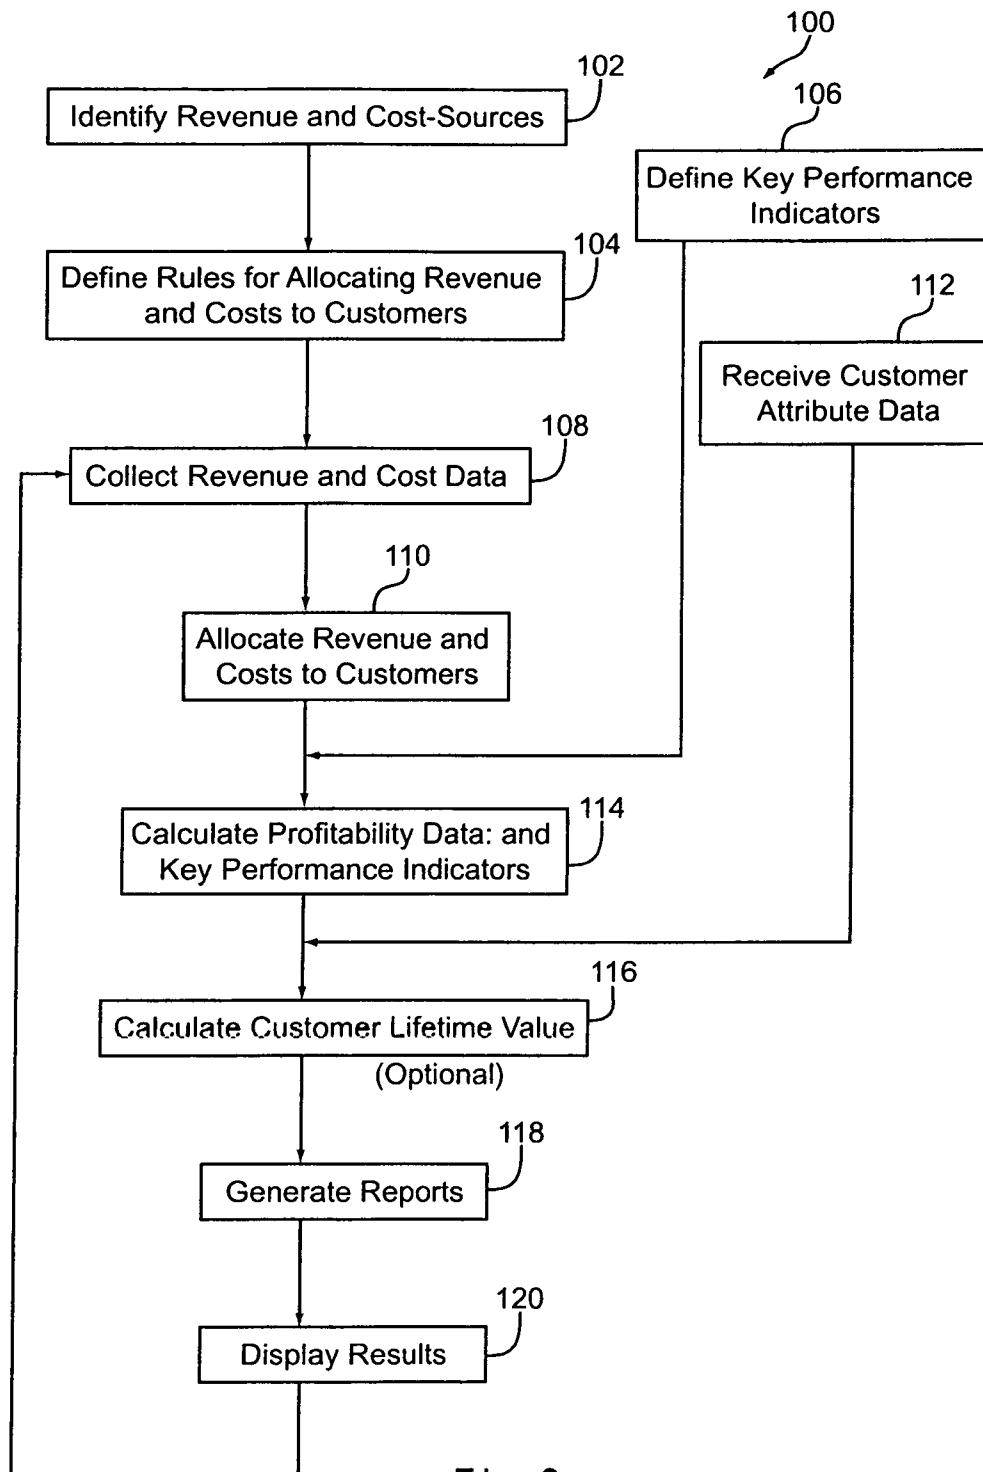 100
102
Identify Revenue and Cost-Sources
106
Define Key Performance
Indicators
104
Define Rules for Allocating Revenue
and Costs to Customers
112
Receive Customer
Attribute Data
108
Collect Revenue and Cost Data
110
Allocate Revenue and
Costs to Customers
114
Calculate Profitability Data: and
Key Performance Indicators
116
Calculate Customer Lifetime Value
(Optional)
118
Generate Reports
120
Display Results